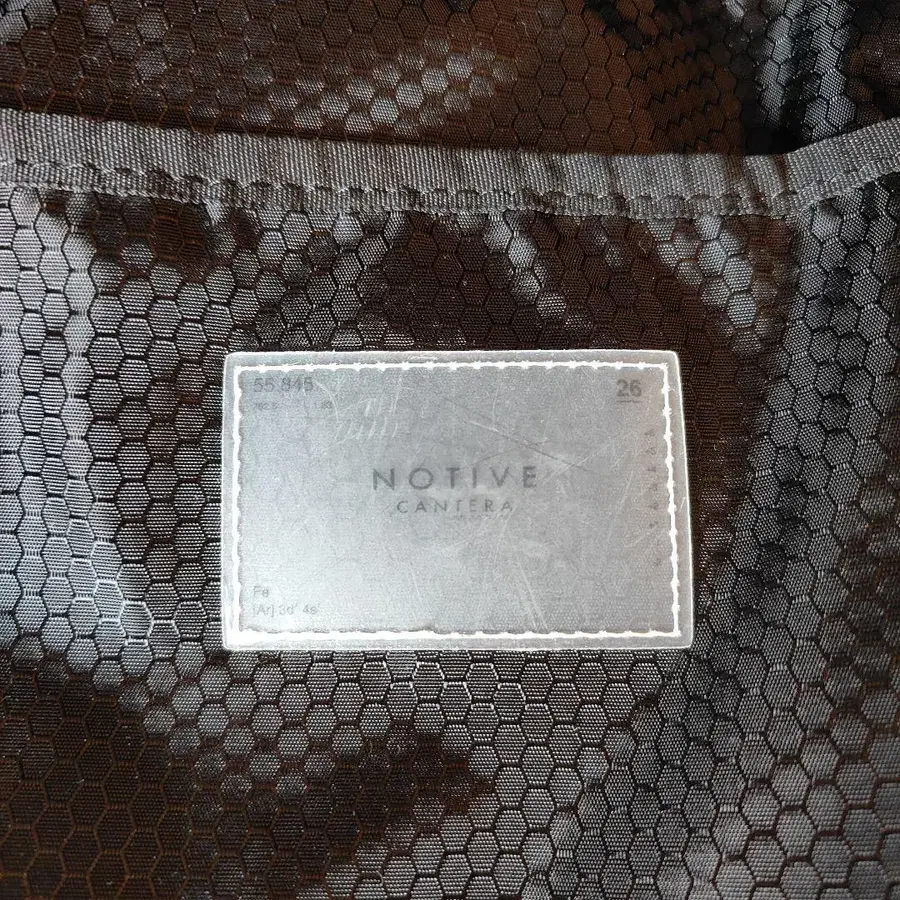 55.845 26
NOTIVE
CANTERA
Fe
[Ar] 3d⁶ 4s²